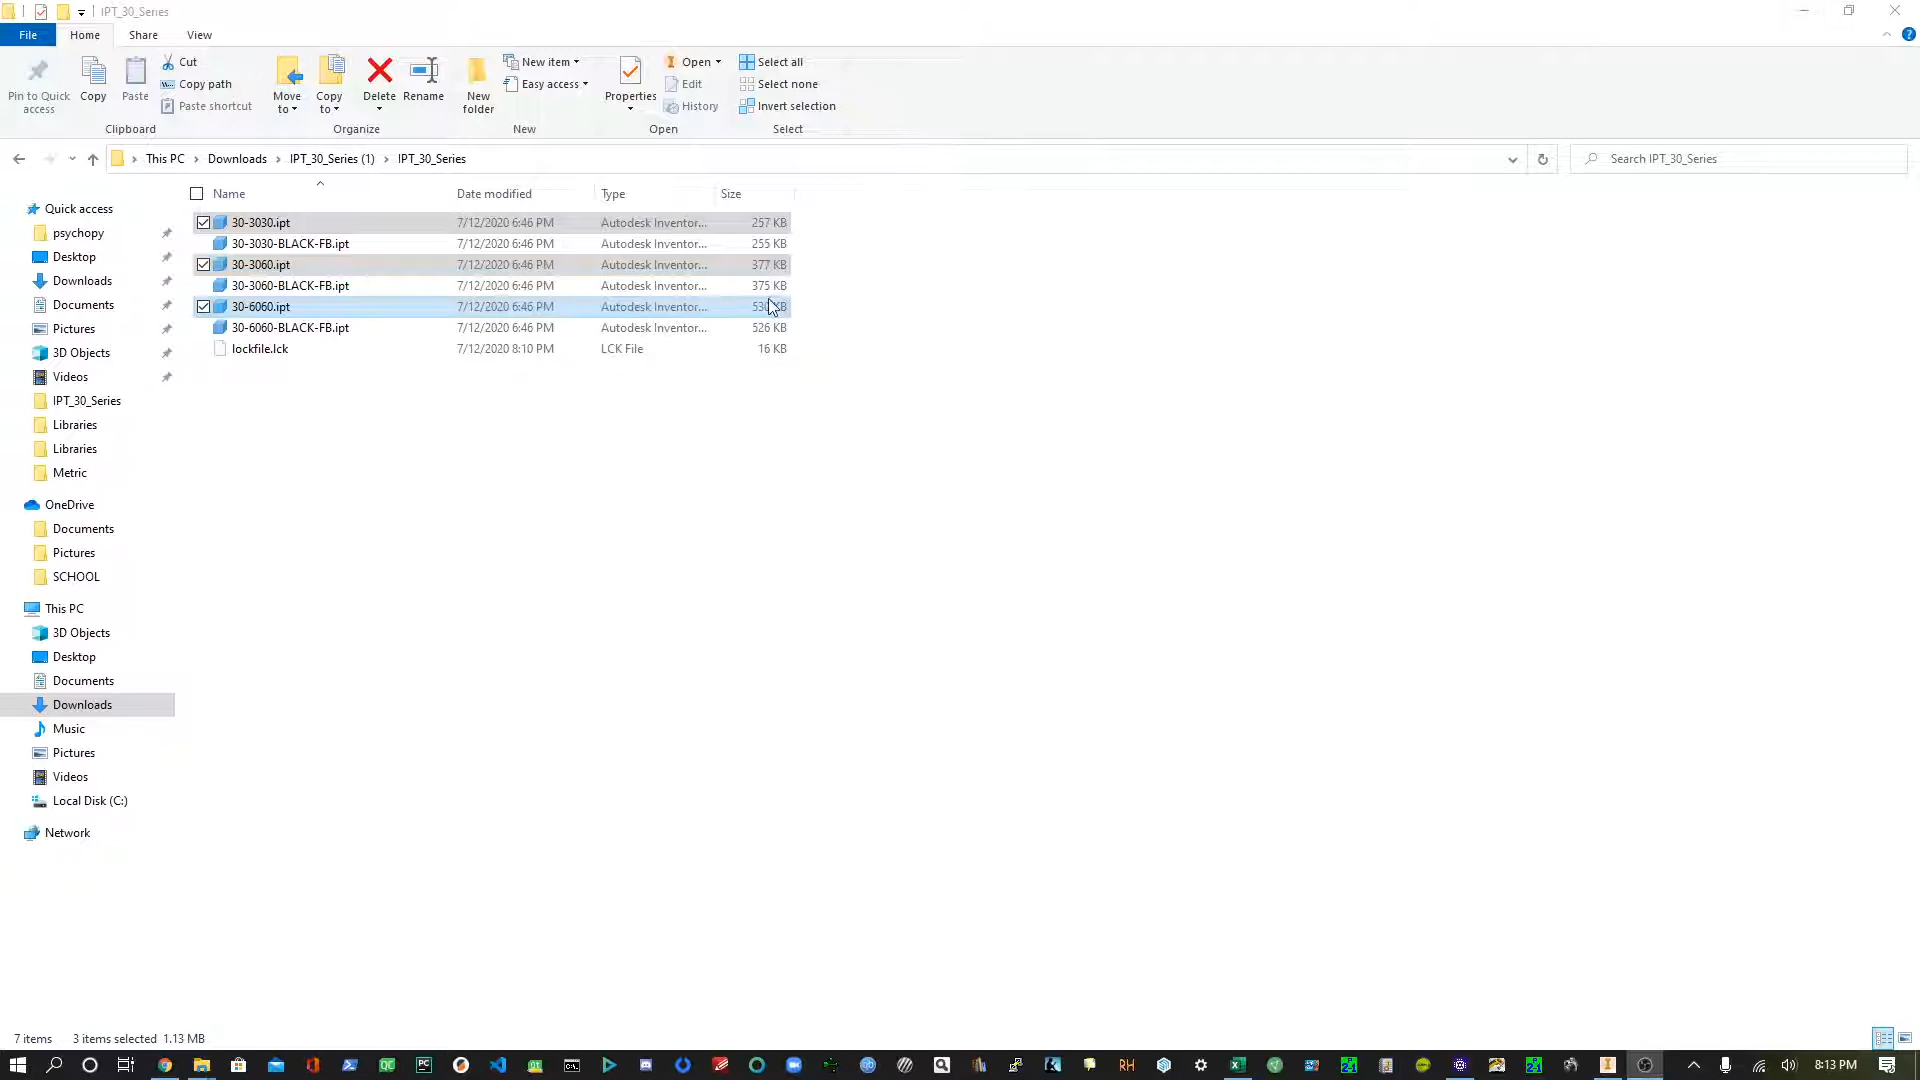 IPT_30_Series
File Home Share View
Pin to Quick access
Copy
Paste
Cut
Copy path
Paste shortcut
Clipboard
Move to
Copy to
Delete
Rename
Organize
New folder
New item
Easy access
New
Properties
Open
Edit
History
Open
Select all
Select none
Invert selection
Select
This PC Downloads IPT_30_Series (1) IPT_30_Series
Search IPT_30_Series
Name Date modified Type Size
30-3030.ipt 7/12/2020 6:46 PM Autodesk Inventor... 257 KB
30-3030-BLACK-FB.ipt 7/12/2020 6:46 PM Autodesk Inventor... 255 KB
30-3060.ipt 7/12/2020 6:46 PM Autodesk Inventor... 377 KB
30-3060-BLACK-FB.ipt 7/12/2020 6:46 PM Autodesk Inventor... 375 KB
30-6060.ipt 7/12/2020 6:46 PM Autodesk Inventor... KB
30-6060-BLACK-FB.ipt 7/12/2020 6:46 PM Autodesk Inventor... 526 KB
lockfile.lck 7/12/2020 8:10 PM LCK File 16 KB
Quick access
psychopy
Desktop
Downloads
Documents
Pictures
3D Objects
Videos
IPT_30_Series
Libraries
Libraries
Metric
OneDrive
Documents
Pictures
SCHOOL
This PC
3D Objects
Desktop
Documents
Downloads
Music
Pictures
Videos
Local Disk (C:)
Network
7 items 3 items selected 1.13 MB
8:13 PM